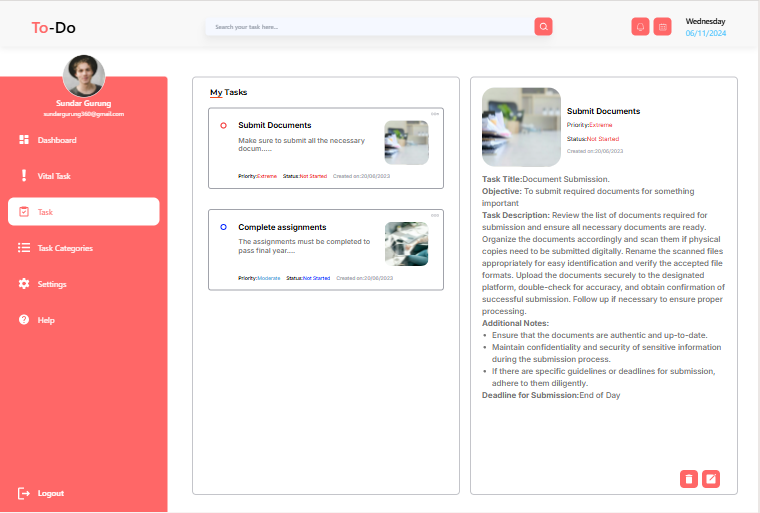 To-Do
Search your task here...
Wednesday
06/11/2024
Sundar Gurung
sundargurung360@gmail.com
Dashboard
Vital Task
Task
Task Categories
Settings
Help
Logout
My Tasks
Submit Documents
Make sure to submit all the necessary
docum.....
Priority:Extreme Status:Not Started Created on:20/06/2023
Complete assignments
The assignments must be completed to
pass final year....
Priority:Moderate Status:Not Started Created on:20/06/2023
Submit Documents
Priority:Extreme
Status:Not Started
Created on:20/06/2023
Task Title:Document Submission.
Objective: To submit required documents for something
important
Task Description: Review the list of documents required for
submission and ensure all necessary documents are ready.
Organize the documents accordingly and scan them if physical
copies need to be submitted digitally. Rename the scanned files
appropriately for easy identification and verify the accepted file
formats. Upload the documents securely to the designated
platform, double-check for accuracy, and obtain confirmation of
successful submission. Follow up if necessary to ensure proper
processing.
Additional Notes:
• Ensure that the documents are authentic and up-to-date.
• Maintain confidentiality and security of sensitive information
during the submission process.
• If there are specific guidelines or deadlines for submission,
adhere to them diligently.
Deadline for Submission:End of Day